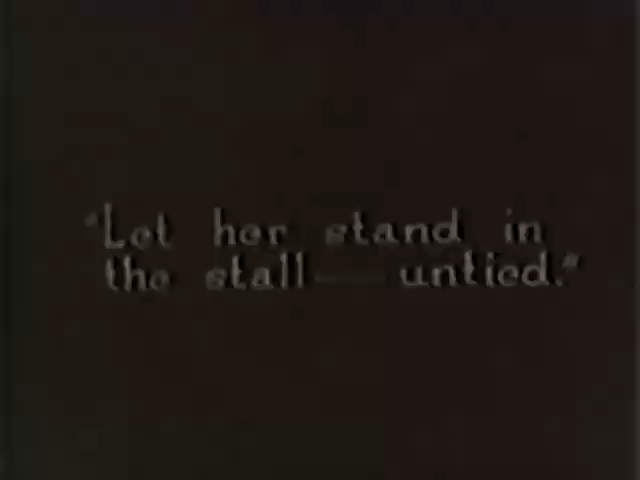 "Let her stand in
the stall — untied."